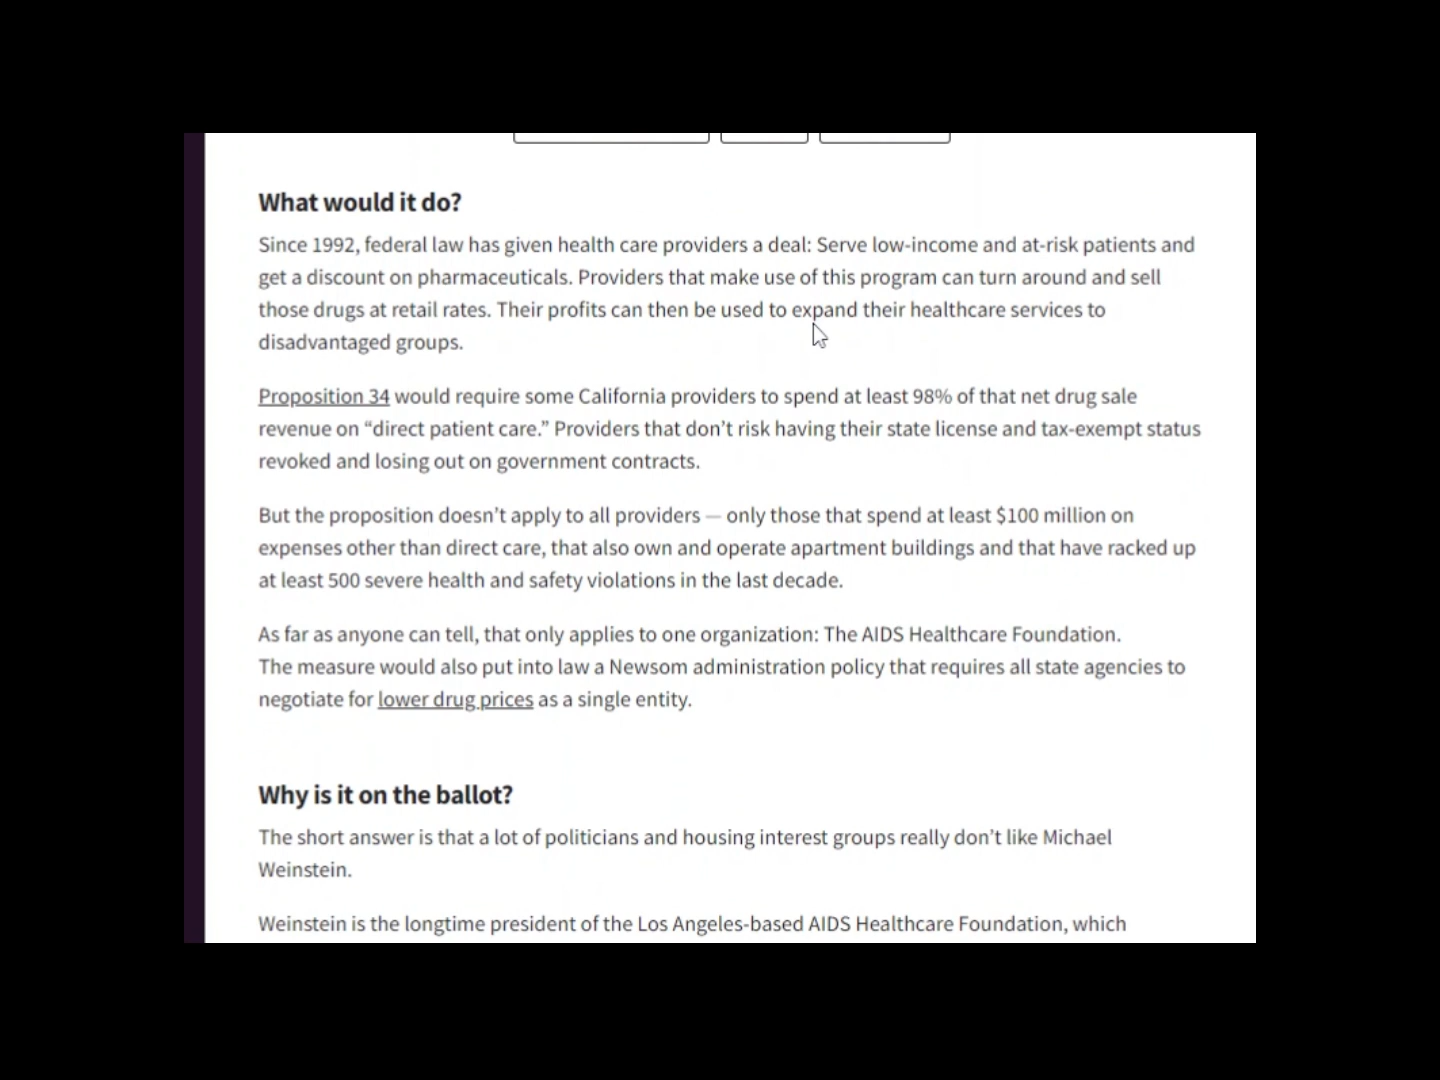 What would it do?
Since 1992, federal law has given health care providers a deal: Serve low-income and at-risk patients and
get a discount on pharmaceuticals. Providers that make use of this program can turn around and sell
those drugs at retail rates. Their profits can then be used to expand their healthcare services to
disadvantaged groups.
Proposition 34 would require some California providers to spend at least 98% of that net drug sale
revenue on “direct patient care.” Providers that don’t risk having their state license and tax-exempt status
revoked and losing out on government contracts.
But the proposition doesn’t apply to all providers — only those that spend at least $100 million on
expenses other than direct care, that also own and operate apartment buildings and that have racked up
at least 500 severe health and safety violations in the last decade.
As far as anyone can tell, that only applies to one organization: The AIDS Healthcare Foundation.
The measure would also put into law a Newsom administration policy that requires all state agencies to
negotiate for lower drug prices as a single entity.
Why is it on the ballot?
The short answer is that a lot of politicians and housing interest groups really don’t like Michael
Weinstein.
Weinstein is the longtime president of the Los Angeles-based AIDS Healthcare Foundation, which